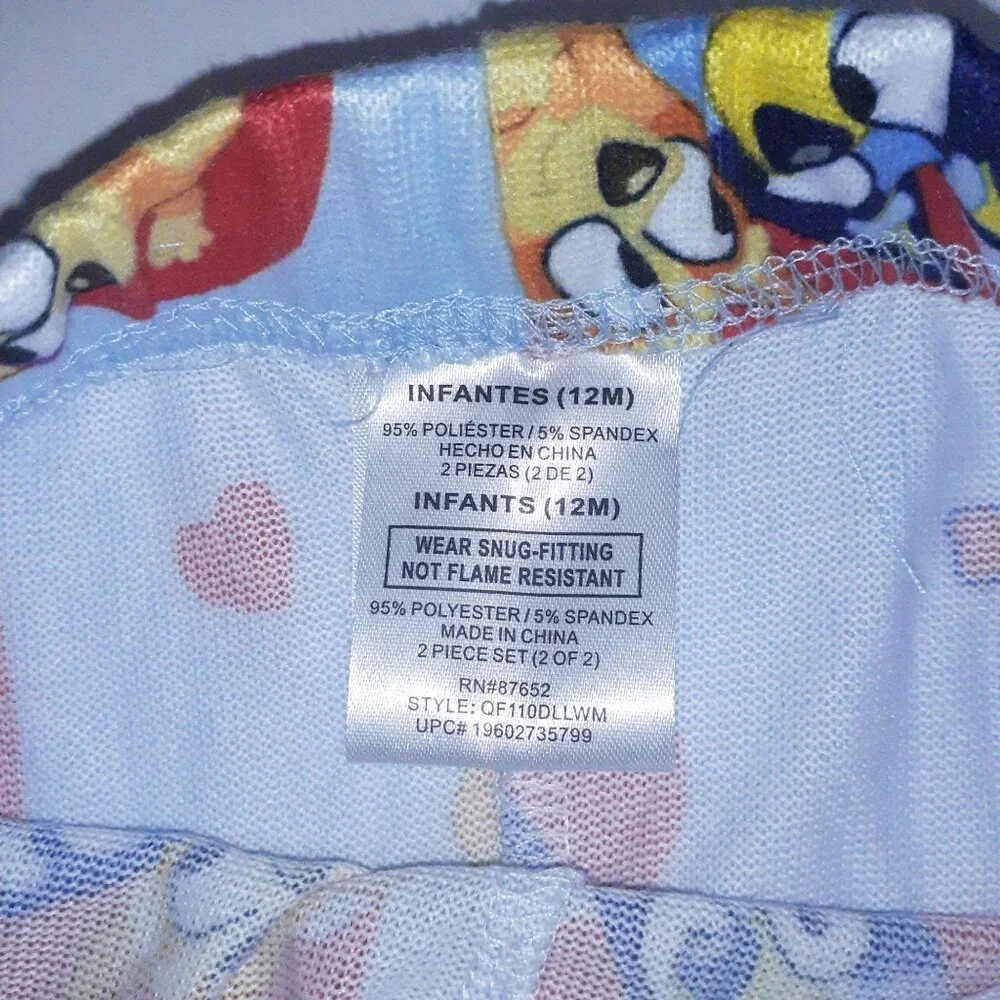 INFANTES (12M)
95% POLIÉSTER / 5% SPANDEX
HECHO EN CHINA
2 PIEZAS (2 DE 2)
INFANTS (12M)
WEAR SNUG-FITTING
NOT FLAME RESISTANT
95% POLYESTER / 5% SPANDEX
MADE IN CHINA
2 PIECE SET (2 OF 2)
RN#87652
STYLE: QF110DLLWM
UPC# 19602735799